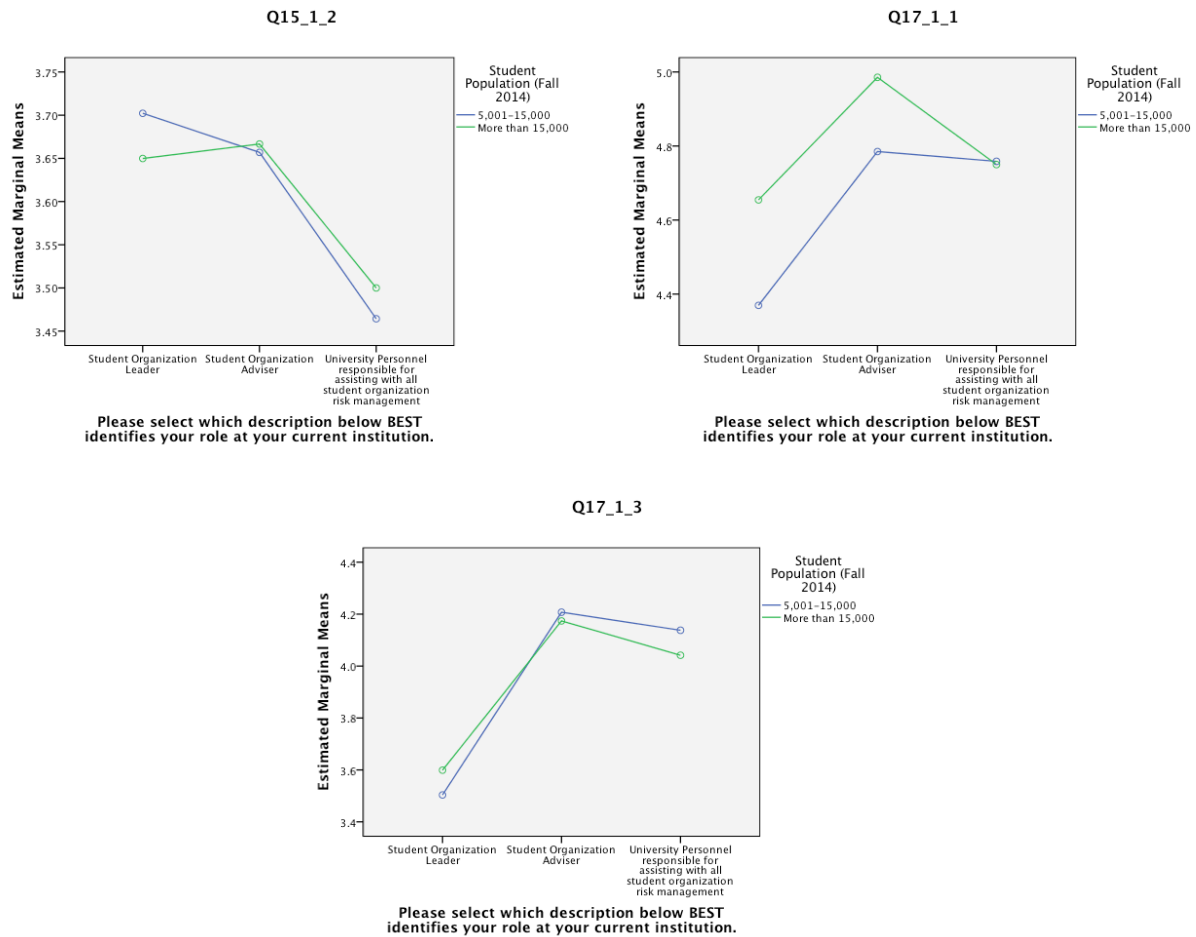 Q15_1_2
Estimated Marginal Means
3.75
3.70
3.65
3.60
3.55
3.50
3.45
Student Organization
Leader
Student Organization
Adviser
University Personnel
responsible for
assisting with all
student organization
risk management
Please select which description below BEST
identifies your role at your current institution.
Student
Population (Fall
2014)
5,001-15,000
More than 15,000
Q17_1_1
Estimated Marginal Means
5.0
4.8
4.6
4.4
Student Organization
Leader
Student Organization
Adviser
University Personnel
responsible for
assisting with all
student organization
risk management
Please select which description below BEST
identifies your role at your current institution.
Student
Population (Fall
2014)
5,001-15,000
More than 15,000
Q17_1_3
Estimated Marginal Means
4.4
4.2
4.0
3.8
3.6
3.4
Student Organization
Leader
Student Organization
Adviser
University Personnel
responsible for
assisting with all
student organization
risk management
Please select which description below BEST
identifies your role at your current institution.
Student
Population (Fall
2014)
5,001-15,000
More than 15,000